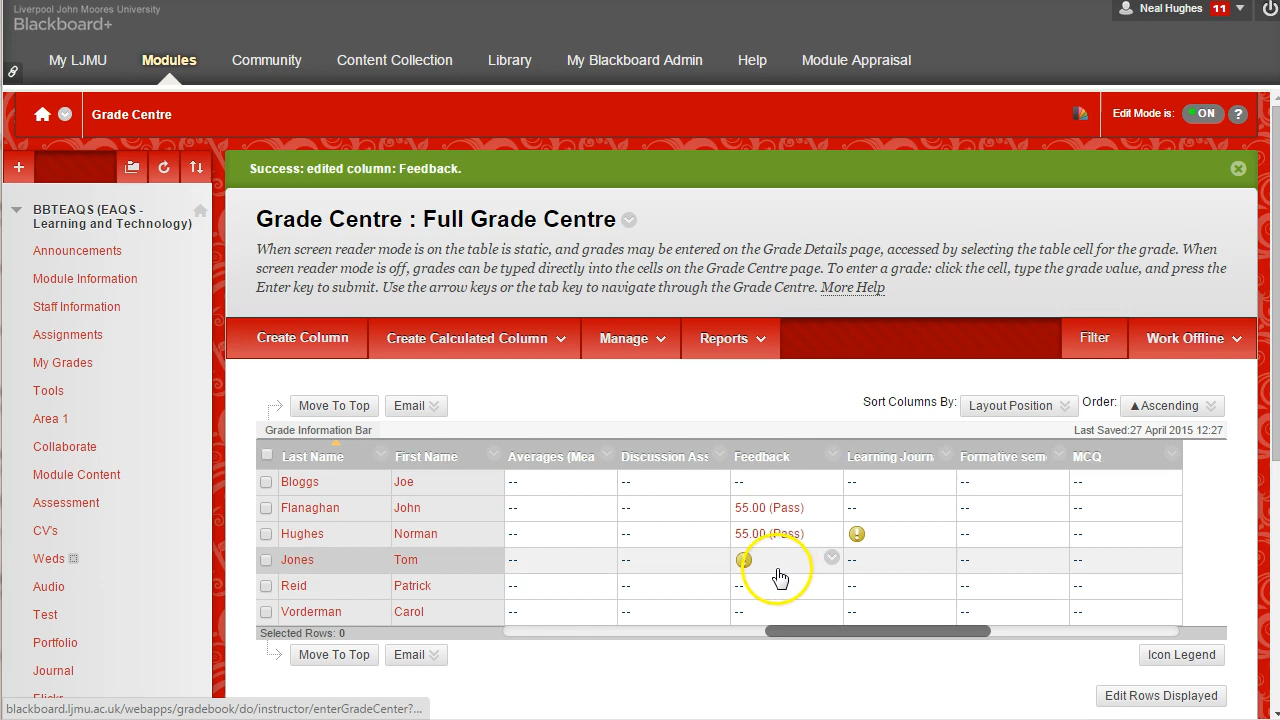 Liverpool John Moores University
Blackboard+
Neal Hughes 11
My LJMU Modules Community Content Collection Library My Blackboard Admin Help Module Appraisal
Grade Centre
Edit Mode is: ON ?
Success: edited column: Feedback.
BBTEAQS (EAQS -
Learning and Technology)
Announcements
Module Information
Staff Information
Assignments
My Grades
Tools
Area 1
Collaborate
Module Content
Assessment
CV's
Weds
Audio
Test
Portfolio
Journal
Grade Centre : Full Grade Centre
When screen reader mode is on the table is static, and grades may be entered on the Grade Details page, accessed by selecting the table cell for the grade. When
screen reader mode is off, grades can be typed directly into the cells on the Grade Centre page. To enter a grade: click the cell, type the grade value, and press the
Enter key to submit. Use the arrow keys or the tab key to navigate through the Grade Centre. More Help
Create Column Create Calculated Column Manage Reports Filter Work Offline
Move To Top Email Sort Columns By: Layout Position Order: ▲Ascending
Grade Information Bar Last Saved:27 April 2015 12:27
Last Name First Name Averages (Mea Discussion Ass Feedback Learning Journ Formative sem MCQ
Bloggs Joe -- -- -- -- -- --
Flanaghan John -- -- 55.00 (Pass) -- -- --
Hughes Norman -- -- 55.00 (Pass) ! -- --
Jones Tom -- -- -- -- --
Reid Patrick -- -- -- -- -- --
Vorderman Carol -- -- -- -- -- --
Selected Rows: 0
Move To Top Email Icon Legend
Edit Rows Displayed
blackboard.ljmu.ac.uk/webapps/gradebook/do/instructor/enterGradeCenter?...